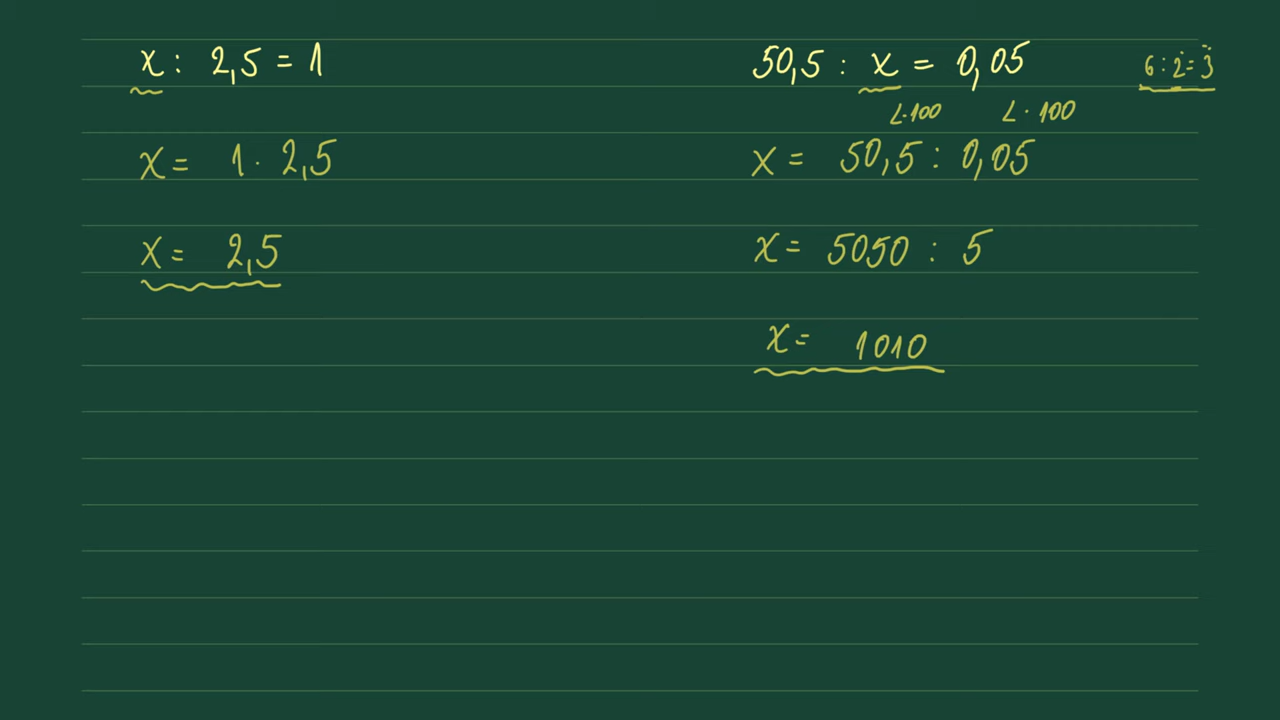 x : 2,5 = 1
x = 1 · 2,5
x = 2,5
50,5 : x = 0,05
6 : 2 = 3
/·100 /·100
x = 50,5 : 0,05
x = 5050 : 5
x = 1010